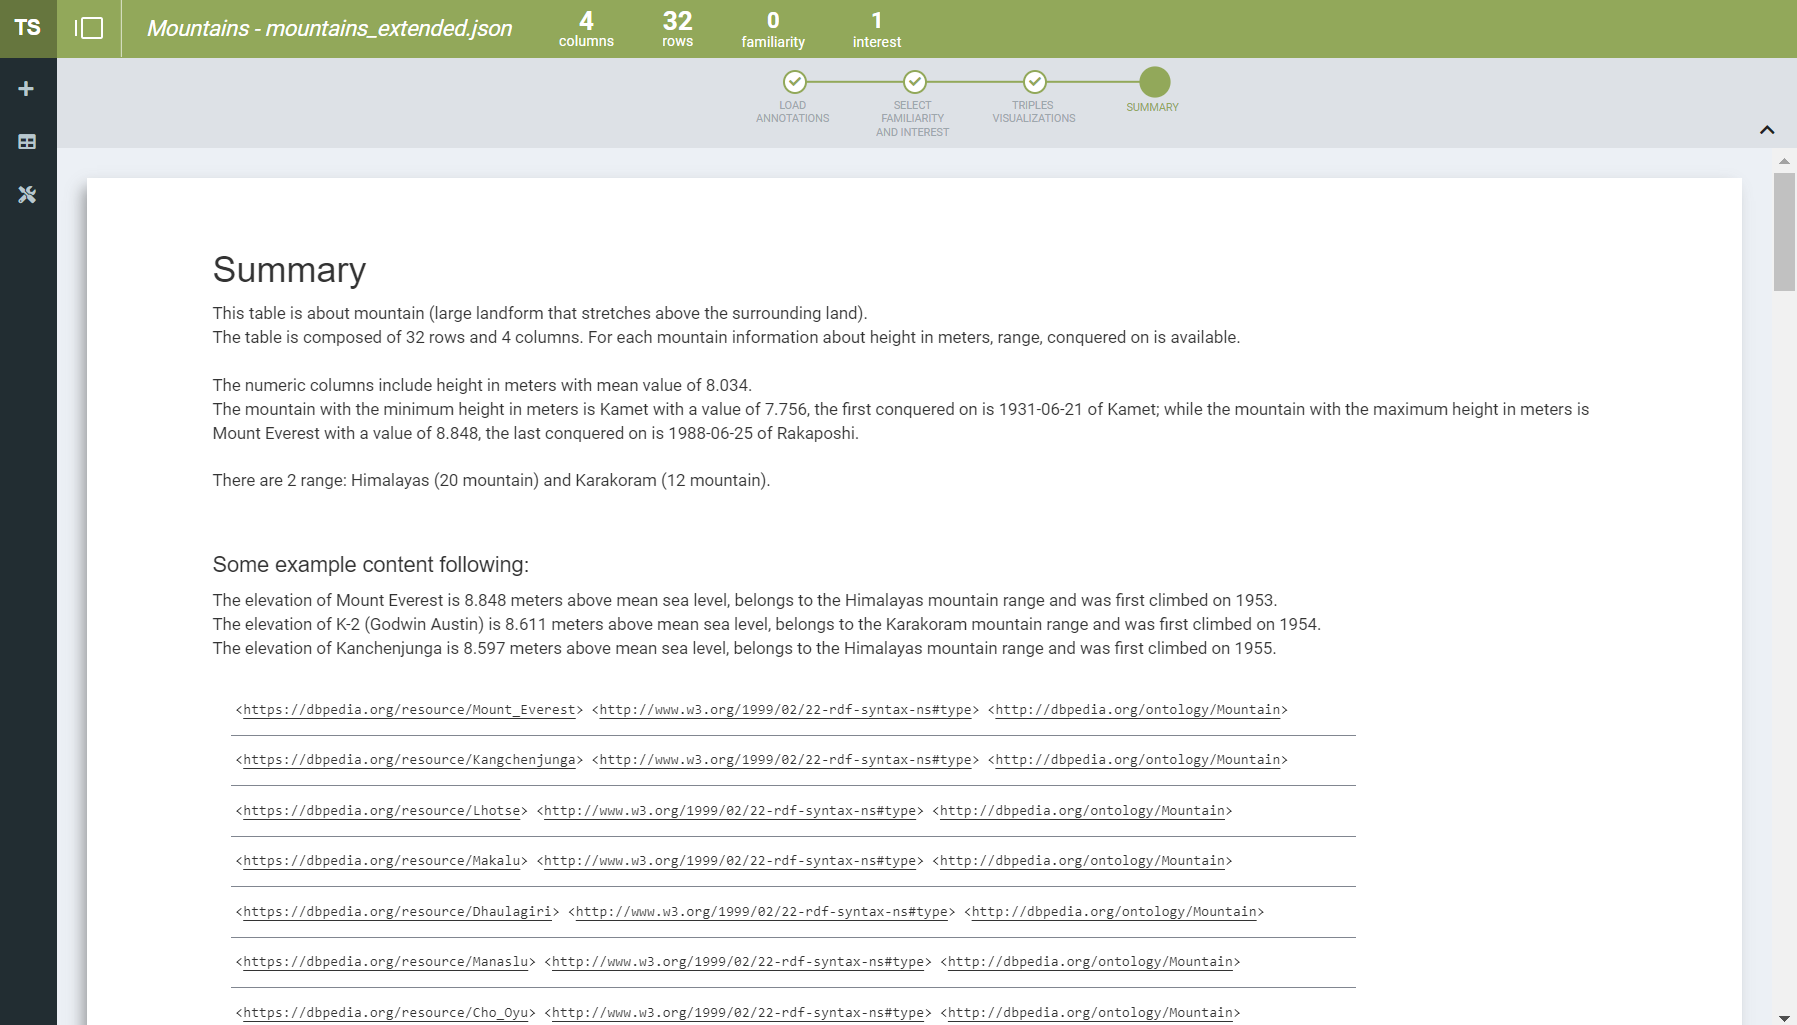 TS
Mountains - mountains_extended.json
4
columns
32
rows
0
familiarity
1
interest
LOAD
ANNOTATIONS
SELECT
FAMILIARITY
AND INTEREST
TRIPLES
VISUALIZATIONS
SUMMARY
Summary
This table is about mountain (large landform that stretches above the surrounding land).
The table is composed of 32 rows and 4 columns. For each mountain information about height in meters, range, conquered on is available.
The numeric columns include height in meters with mean value of 8.034.
The mountain with the minimum height in meters is Kamet with a value of 7.756, the first conquered on is 1931-06-21 of Kamet; while the mountain with the maximum height in meters is
Mount Everest with a value of 8.848, the last conquered on is 1988-06-25 of Rakaposhi.
There are 2 range: Himalayas (20 mountain) and Karakoram (12 mountain).
Some example content following:
The elevation of Mount Everest is 8.848 meters above mean sea level, belongs to the Himalayas mountain range and was first climbed on 1953.
The elevation of K-2 (Godwin Austin) is 8.611 meters above mean sea level, belongs to the Karakoram mountain range and was first climbed on 1954.
The elevation of Kanchenjunga is 8.597 meters above mean sea level, belongs to the Himalayas mountain range and was first climbed on 1955.
<https://dbpedia.org/resource/Mount_Everest> <http://www.w3.org/1999/02/22-rdf-syntax-ns#type> <http://dbpedia.org/ontology/Mountain>
<https://dbpedia.org/resource/Kangchenjunga> <http://www.w3.org/1999/02/22-rdf-syntax-ns#type> <http://dbpedia.org/ontology/Mountain>
<https://dbpedia.org/resource/Lhotse> <http://www.w3.org/1999/02/22-rdf-syntax-ns#type> <http://dbpedia.org/ontology/Mountain>
<https://dbpedia.org/resource/Makalu> <http://www.w3.org/1999/02/22-rdf-syntax-ns#type> <http://dbpedia.org/ontology/Mountain>
<https://dbpedia.org/resource/Dhaulagiri> <http://www.w3.org/1999/02/22-rdf-syntax-ns#type> <http://dbpedia.org/ontology/Mountain>
<https://dbpedia.org/resource/Manaslu> <http://www.w3.org/1999/02/22-rdf-syntax-ns#type> <http://dbpedia.org/ontology/Mountain>
<https://dbpedia.org/resource/Cho_Oyu> <http://www.w3.org/1999/02/22-rdf-syntax-ns#type> <http://dbpedia.org/ontology/Mountain>